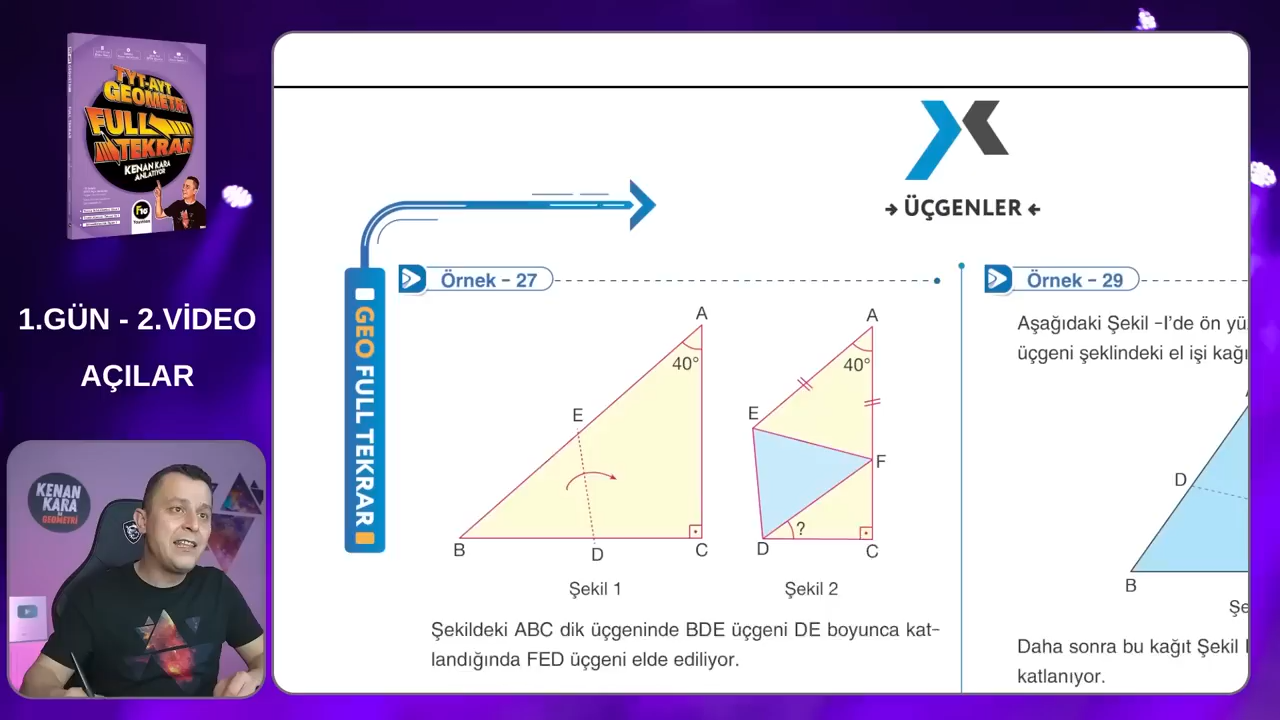 TYT-AYT
GEOMETRİ
FULL
TEKRAR
KENAN KARA
ANLATIYOR
1.GÜN - 2.VİDEO
AÇILAR
KENAN
KARA
GEOMETRİ
GEO FULL TEKRAR
ÜÇGENLER
Örnek – 27
A
40°
E
B
D
C
Şekil 1
A
40°
E
F
?
D
C
Şekil 2
Şekildeki ABC dik üçgeninde BDE üçgeni DE boyunca kat-
landığında FED üçgeni elde ediliyor.
Örnek – 29
Aşağıdaki Şekil –I'de ön yü
üçgeni şeklindeki el işi kağı
D
B
Şe
Daha sonra bu kağıt Şekil I
katlanıyor.